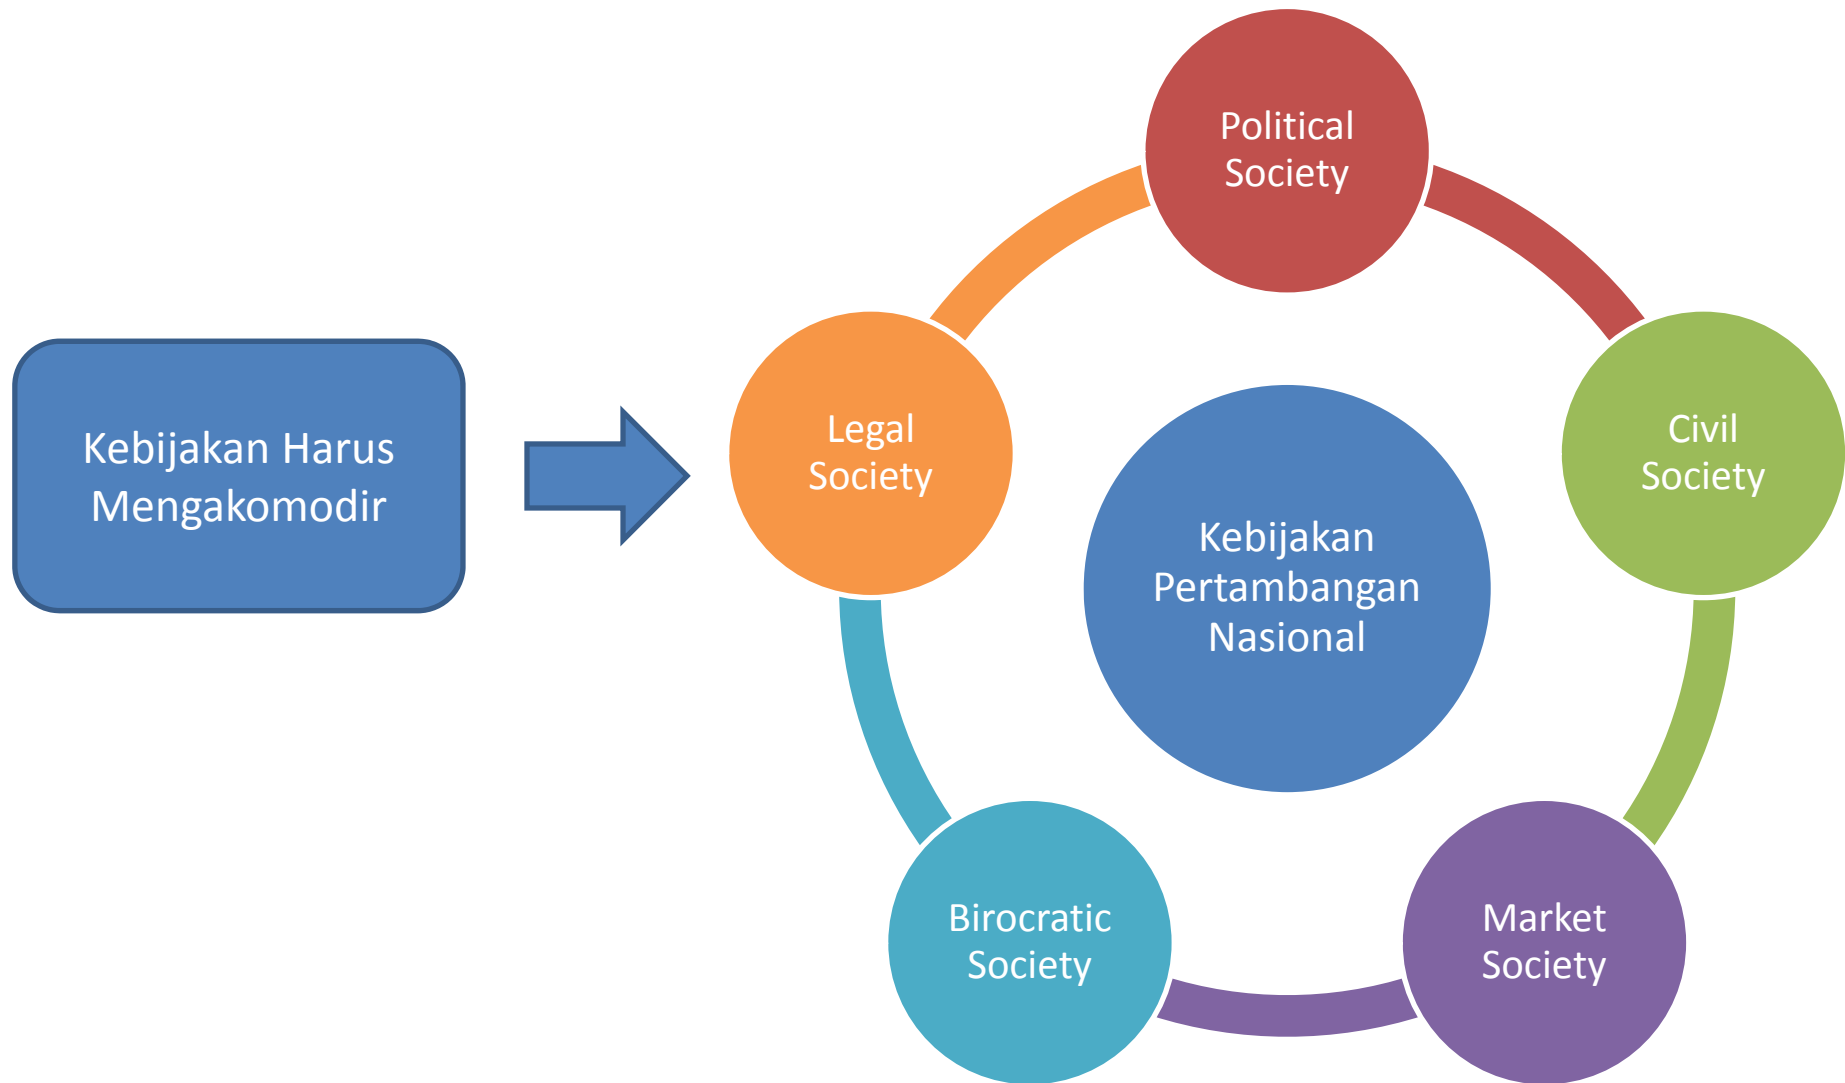 Kebijakan Harus
Mengakomodir
Political
Society
Legal
Society
Civil
Society
Kebijakan
Pertambangan
Nasional
Birocratic
Society
Market
Society